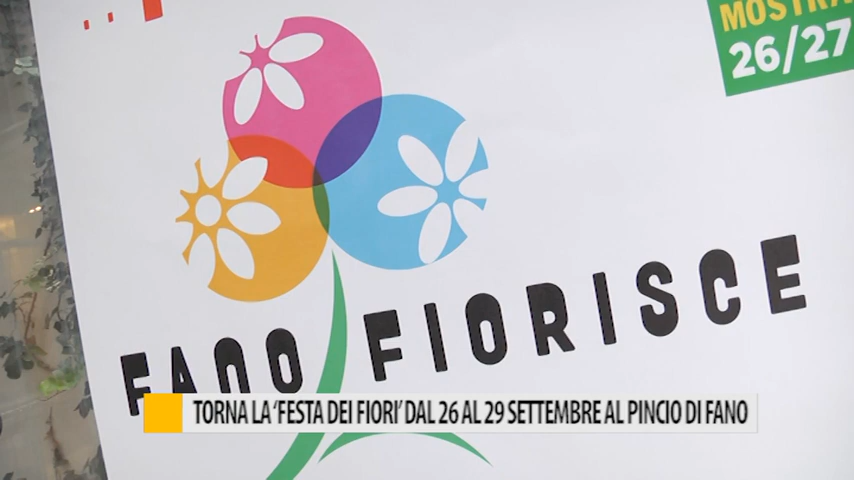 MOSTRA
26/27
FANO FIORISCE
TORNA LA ‘FESTA DEI FIORI’ DAL 26 AL 29 SETTEMBRE AL PINCIO DI FANO